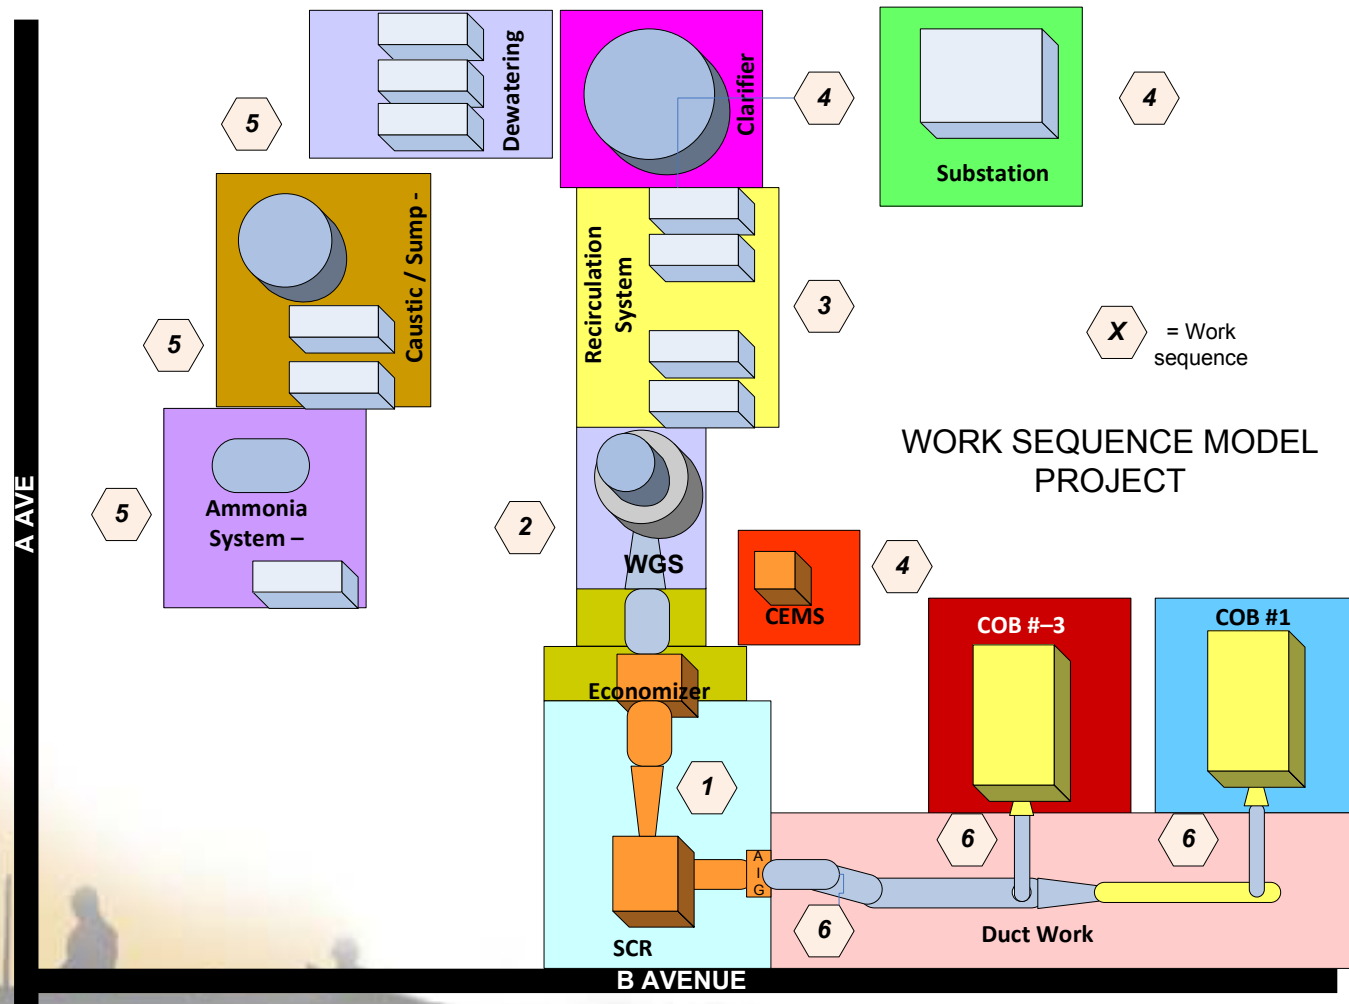 Dewatering
5
Clarifier
4
Substation
4
Caustic / Sump -
5
Recirculation
System
3
X
= Work
sequence
WORK SEQUENCE MODEL
PROJECT
A AVE
5
Ammonia
System –
2
WGS
CEMS
4
COB #–3
COB #1
Economizer
1
A
I
G
6
6
6
SCR
Duct Work
B AVENUE